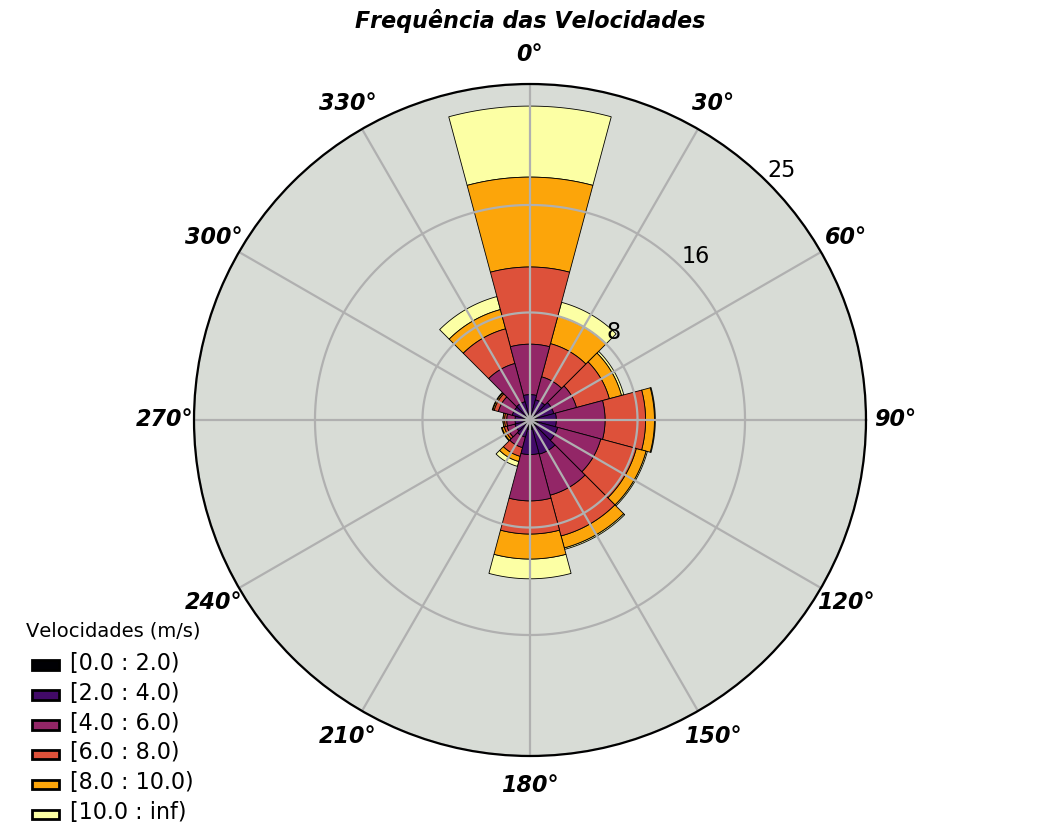 Frequência das Velocidades
0°
330°
30°
25
300°
60°
16
8
270°
90°
240°
120°
Velocidades (m/s)
[0.0 : 2.0)
[2.0 : 4.0)
[4.0 : 6.0)
210°
150°
[6.0 : 8.0)
180°
[8.0 : 10.0)
[10.0 : inf)